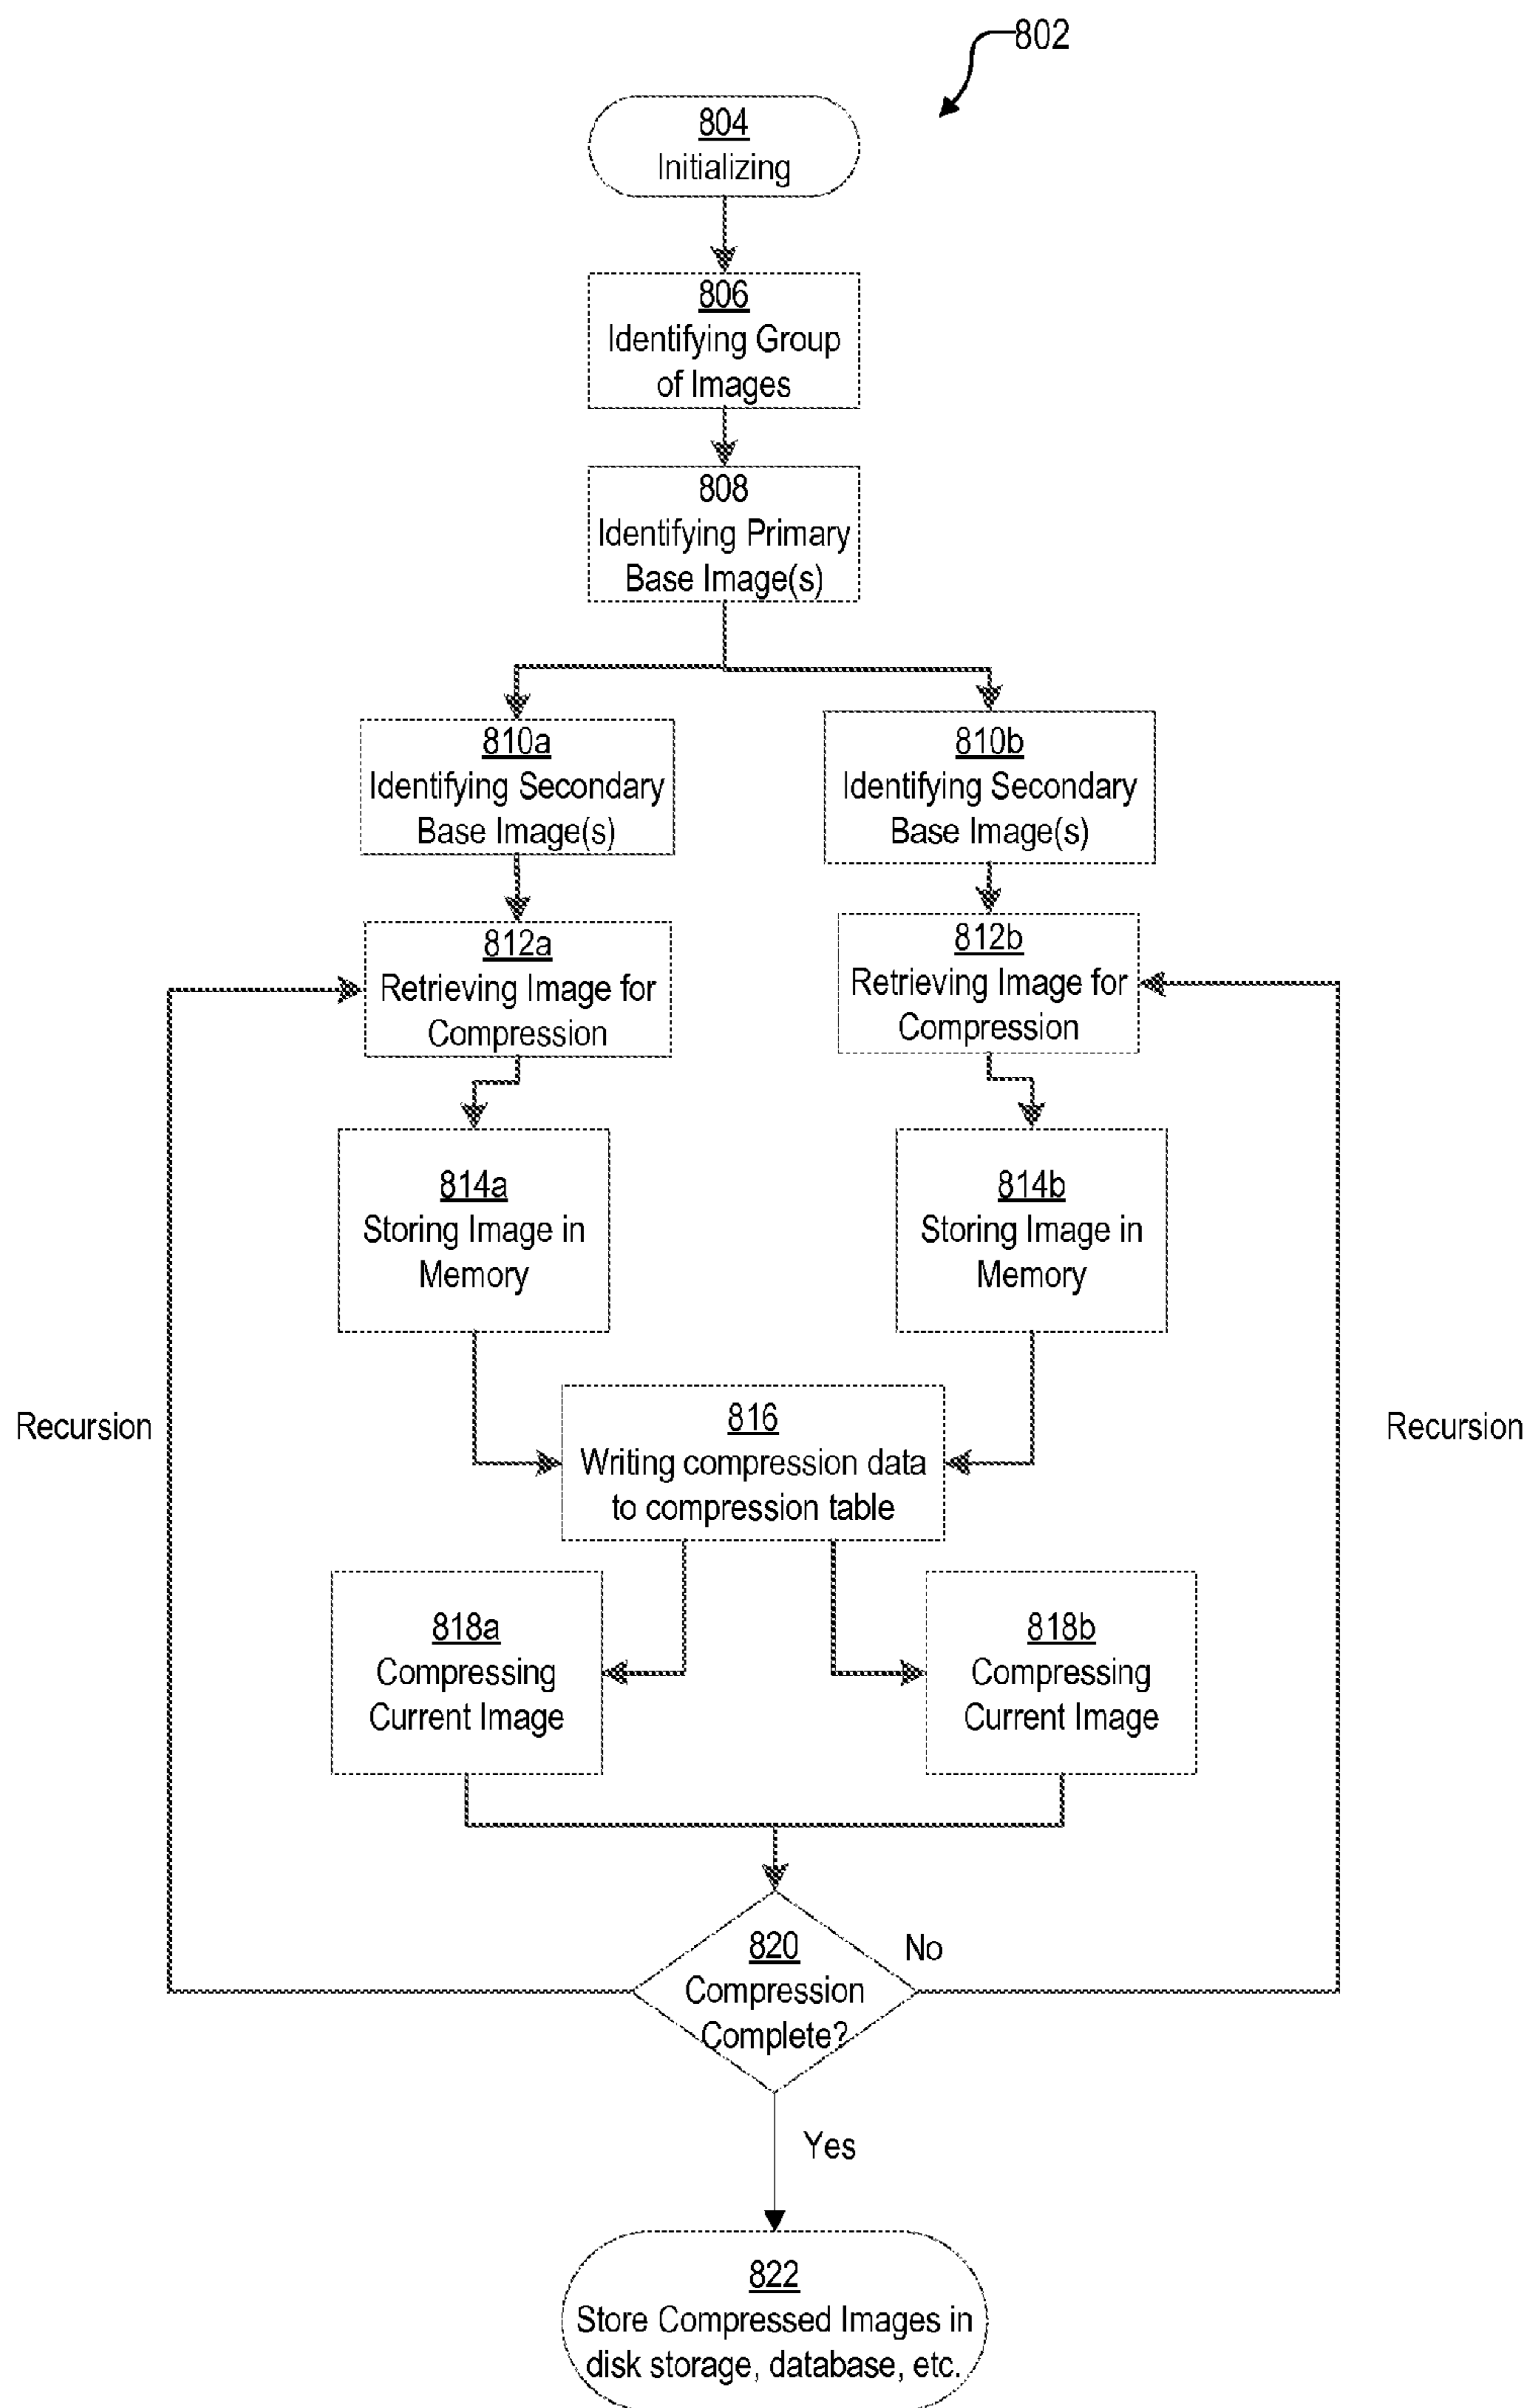 802
804
Initializing
806
Identifying Group
of Images
808
Identifying Primary
Base Image(s)
810a
Identifying Secondary
Base Image(s)
810b
Identifying Secondary
Base Image(s)
812a
Retrieving Image for
Compression
812b
Retrieving Image for
Compression
814a
Storing Image in
Memory
814b
Storing Image in
Memory
Recursion
816
Writing compression data
to compression table
Recursion
818a
Compressing
Current Image
818b
Compressing
Current Image
820
Compression
Complete?
No
Yes
822
Store Compressed Images in
disk storage, database, etc.